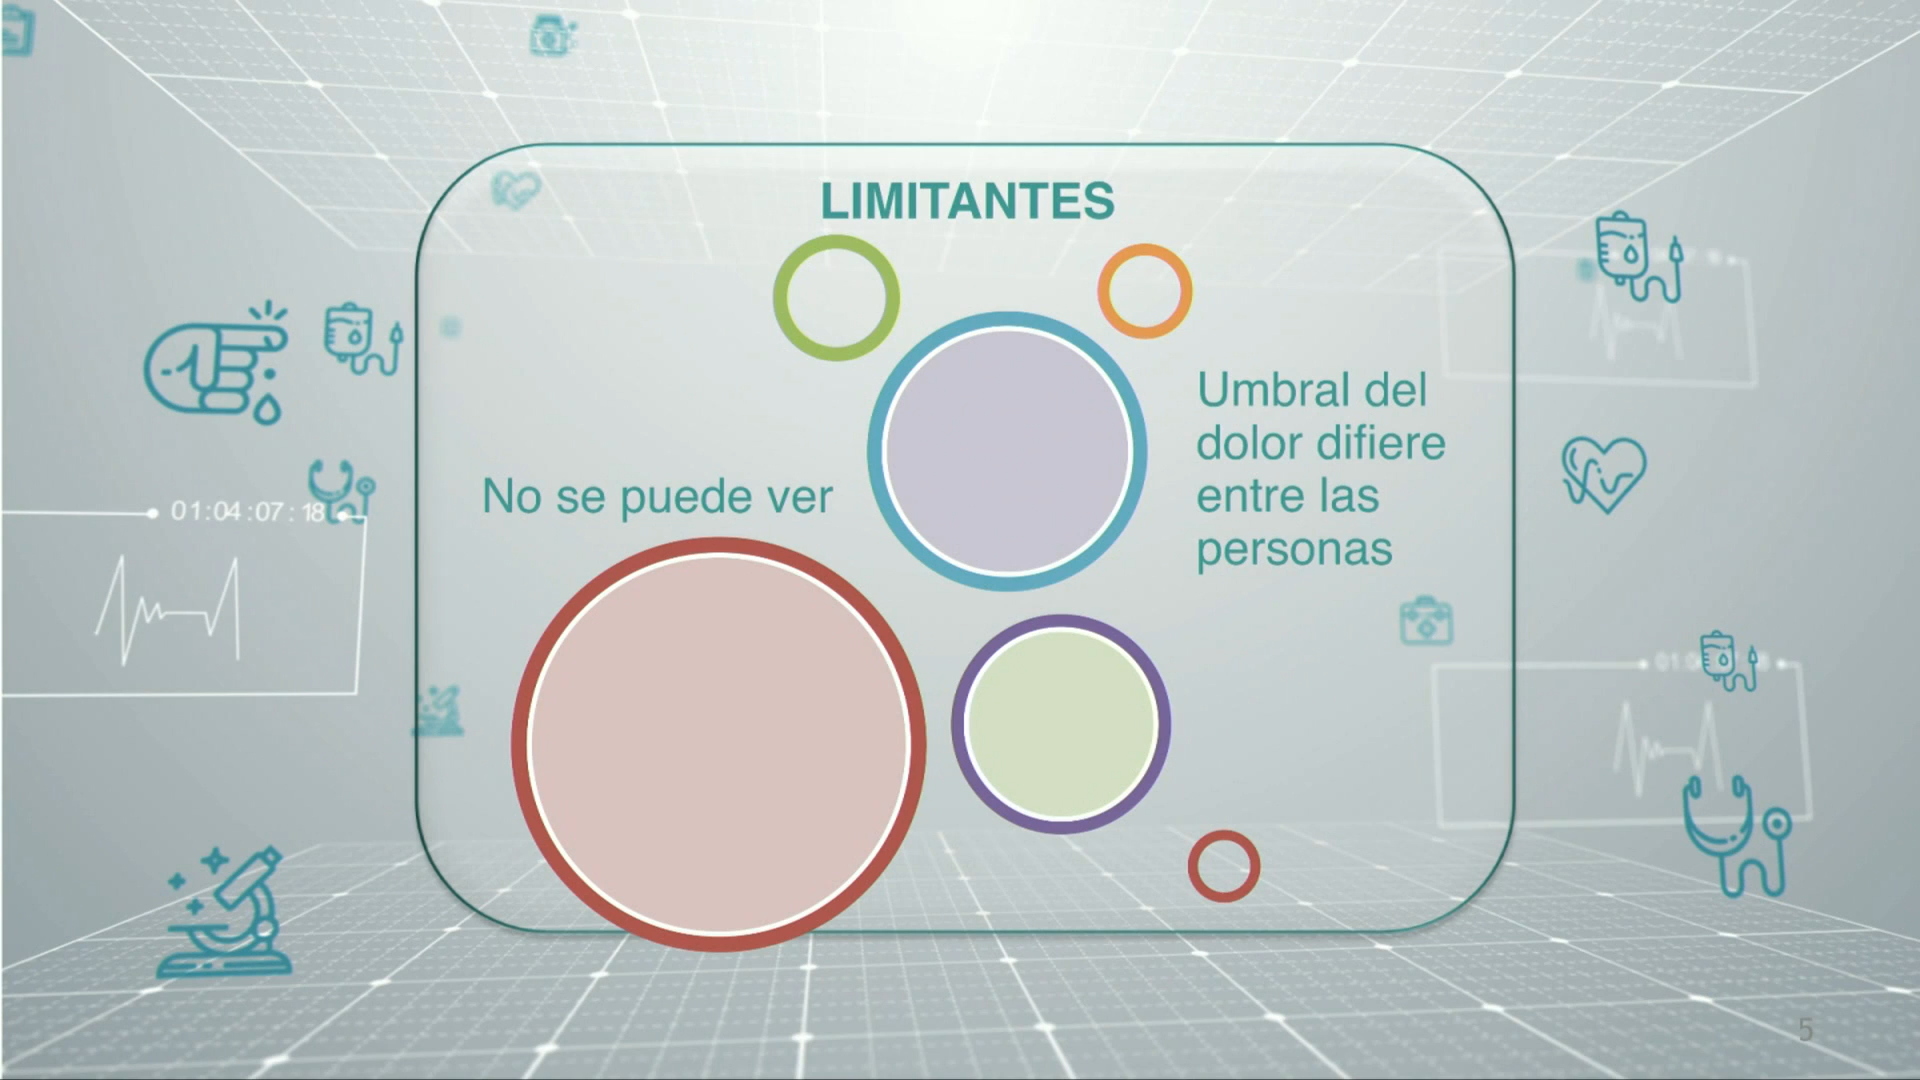 LIMITANTES
No se puede ver
Umbral del
dolor difiere
entre las
personas
01:04:07:18
5